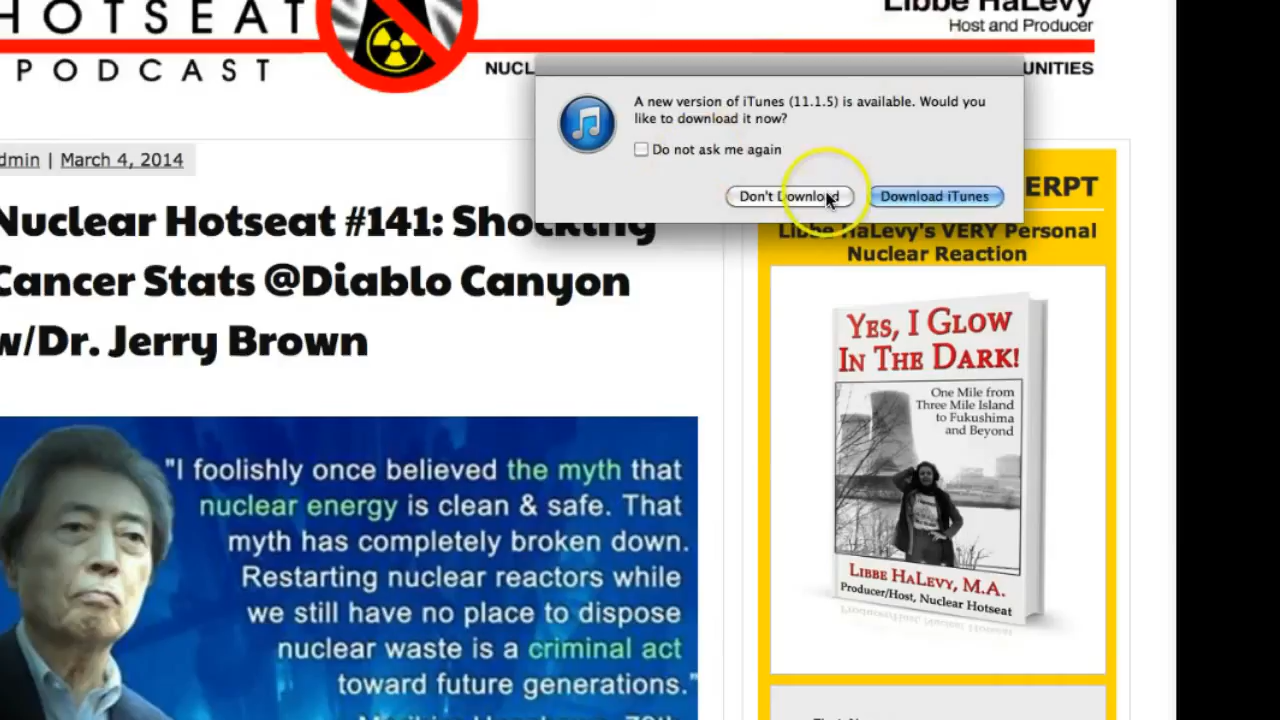 HOTSEAT
PODCAST
Libbe HaLevy
Host and Producer
NUCL
UNITIES
A new version of iTunes (11.1.5) is available. Would you
like to download it now?
Do not ask me again
Don't Download
Download iTunes
dmin | March 4, 2014
Nuclear Hotseat #141: Shocking
Cancer Stats @Diablo Canyon
w/Dr. Jerry Brown
"I foolishly once believed the myth that
nuclear energy is clean & safe. That
myth has completely broken down.
Restarting nuclear reactors while
we still have no place to dispose
nuclear waste is a criminal act
toward future generations."
ERPT
Libbe HaLevy's VERY Personal
Nuclear Reaction
YES, I GLOW
IN THE DARK!
One Mile from
Three Mile Island
to Fukushima
and Beyond
LIBBE HALEVY, M.A.
Producer/Host, Nuclear Hotseat